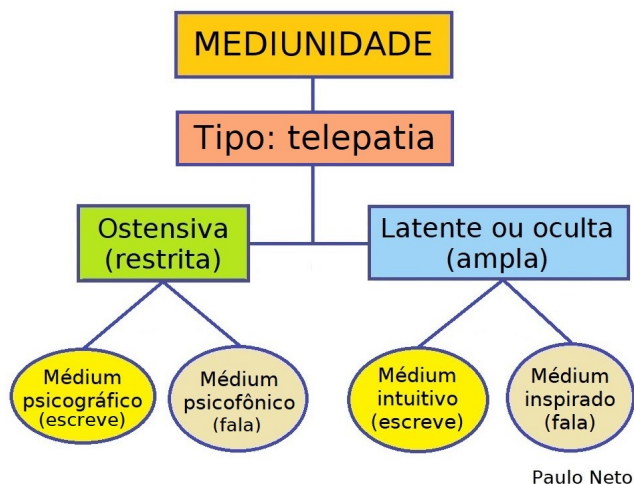 MEDIUNIDADE
Tipo: telepatia
Ostensiva
(restrita)
Latente ou oculta
(ampla)
Médium
psicográfico
(escreve)
Médium
psicofônico
(fala)
Médium
intuitivo
(escreve)
Médium
inspirado
(fala)
Paulo Neto